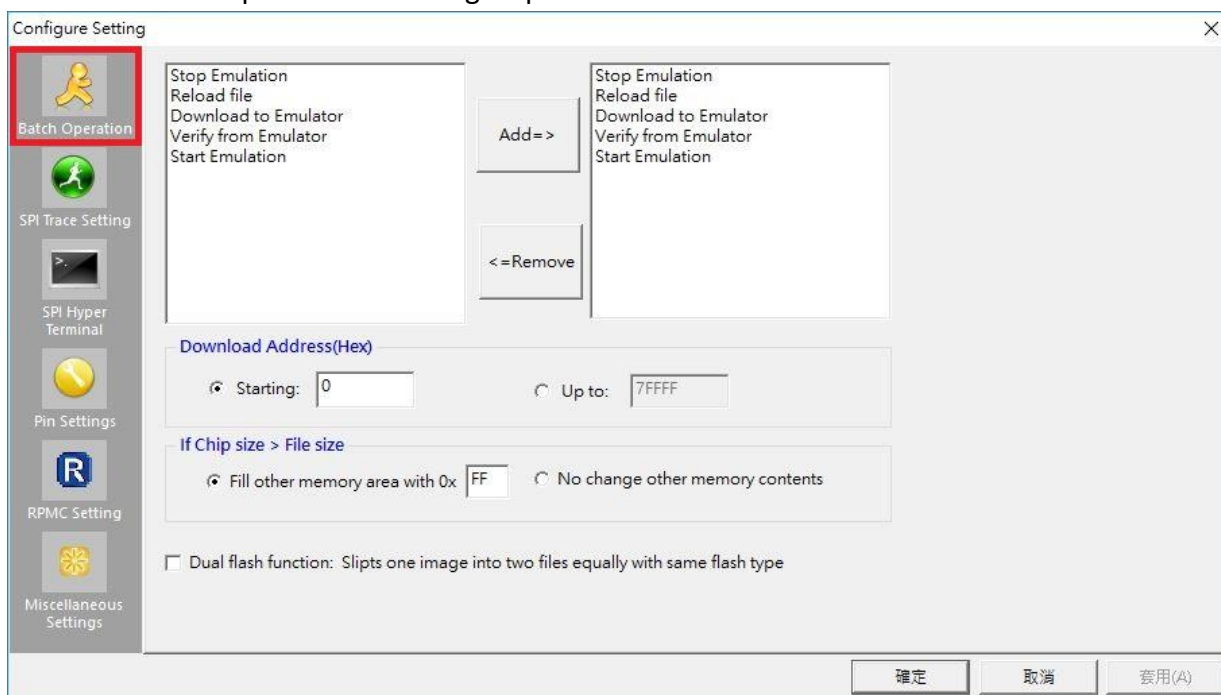 Configure Setting
Batch Operation
SPI Trace Setting
SPI Hyper
Terminal
Pin Settings
RPMC Setting
Miscellaneous
Settings
Stop Emulation
Reload file
Download to Emulator
Verify from Emulator
Start Emulation
Add=>
<=Remove
Stop Emulation
Reload file
Download to Emulator
Verify from Emulator
Start Emulation
Download Address(Hex)
Starting: 0 Up to: 7FFFF
If Chip size > File size
Fill other memory area with 0x FF No change other memory contents
Dual flash function: Slipts one image into two files equally with same flash type
確定 取消 套用(A)